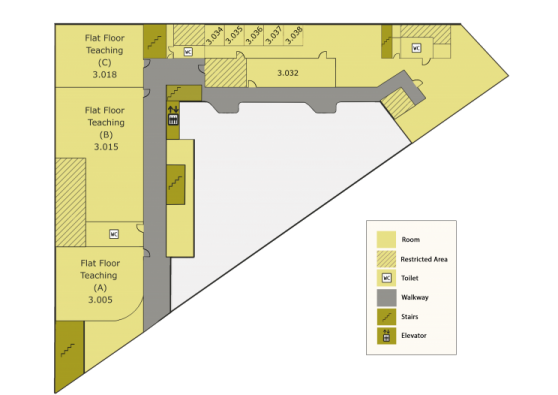 3.034
3.035
3.036
3.037
3.038
Flat Floor
Teaching
(C)
3.018
WC
WC
3.032
Flat Floor
Teaching
(B)
3.015
WC
Flat Floor
Teaching
(A)
3.005
Room
Restricted Area
WC Toilet
Walkway
Stairs
Elevator